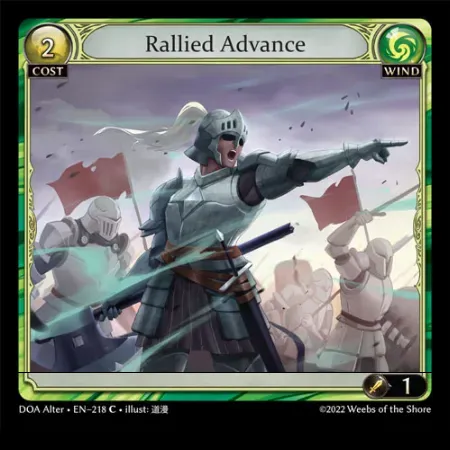 2
Rallied Advance
COST
WIND
1
DOA Alter • EN-218 C • illust: 道漫
©2022 Weebs of the Shore